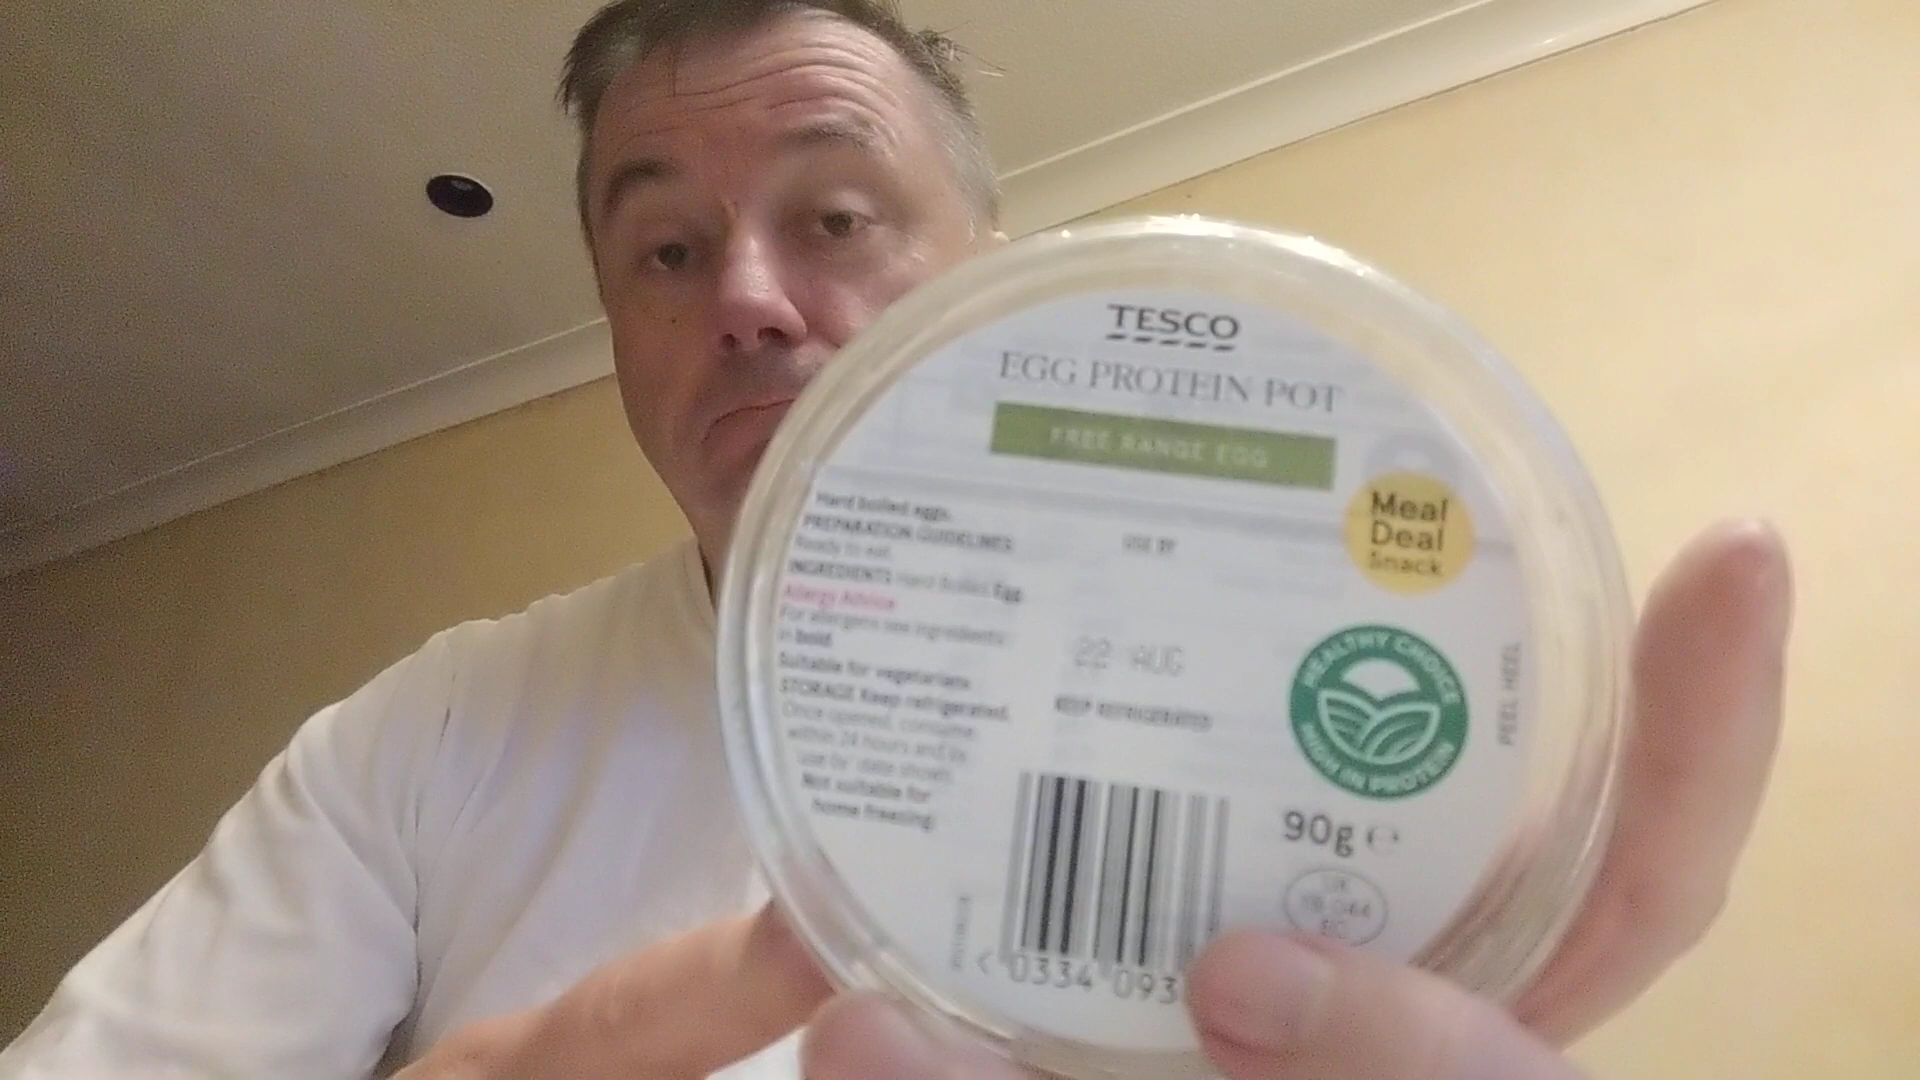 TESCO
EGG PROTEIN POT
FREE RANGE EGG
Meal
Deal
Snack
Hard boiled eggs.
PREPARATION GUIDELINES
Ready to eat.
INGREDIENTS Hard Boiled Egg.
Allergy Advice
For allergens see ingredients
in bold.
Suitable for vegetarians
STORAGE Keep refrigerated.
Once opened, consume
within 24 hours and by
'use by' date shown.
Not suitable for
home freezing
USE BY
22 AUG
KEEP REFRIGERATED
HEALTHY CHOICE
HIGH IN PROTEIN
PEEL HERE
90g ℮
UK
< 0334 093